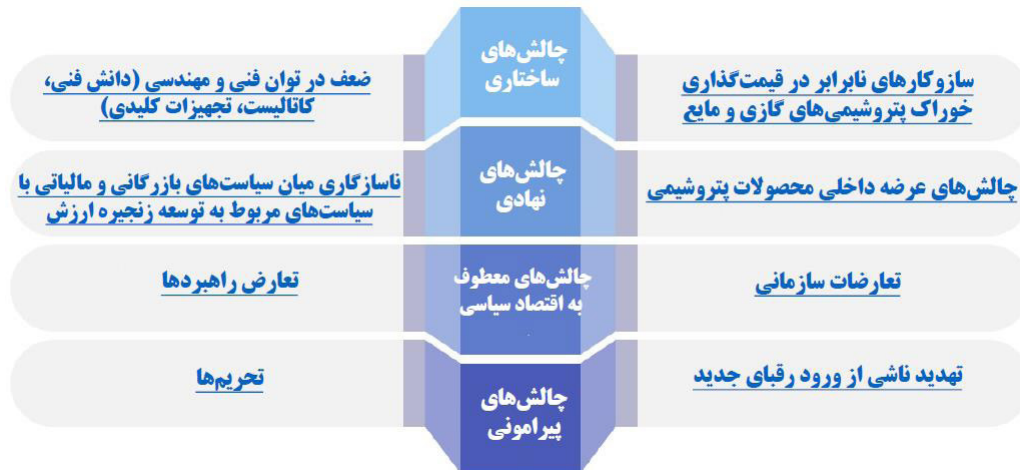 چالش‌های
ساختاری
سازوکارهای نابرابر در قیمت‌گذاری
خوراک پتروشیمی‌های گازی و مایع
ضعف در توان فنی و مهندسی (دانش فنی،
کاتالیست، تجهیزات کلیدی)
چالش‌های
نهادی
چالش‌های عرضه داخلی محصولات پتروشیمی
ناسازگاری میان سیاست‌های بازرگانی و مالیاتی با
سیاست‌های مربوط به توسعه زنجیره ارزش
چالش‌های معطوف
به اقتصاد سیاسی
تعارضات سازمانی
تعارض راهبردها
چالش‌های
پیرامونی
تهدید ناشی از ورود رقبای جدید
تحریم‌ها